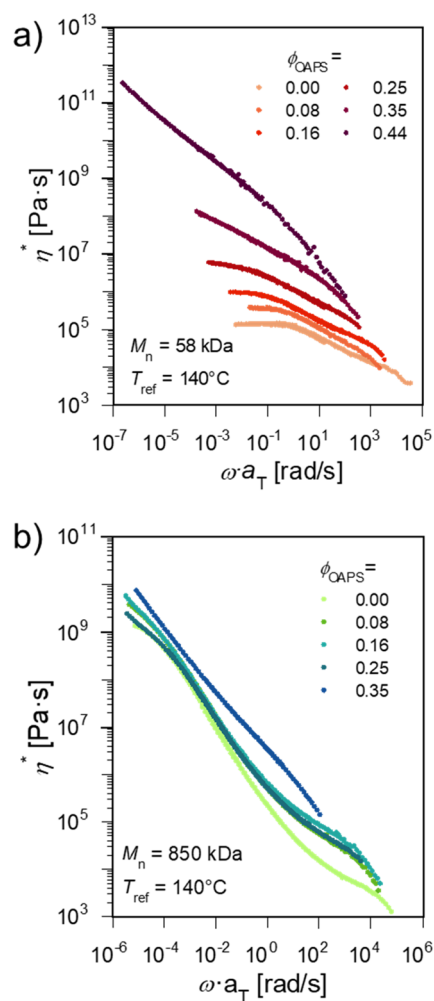 a)
10^13
10^11
10^9
10^7
10^5
10^3
η* [Pa·s]
ϕ_OAPS =
0.00 0.25
0.08 0.35
0.16 0.44
M_n = 58 kDa
T_ref = 140°C
10^-7 10^-5 10^-3 10^-1 10^1 10^3 10^5
ω·a_T [rad/s]
b)
10^11
10^9
10^7
10^5
10^3
η* [Pa·s]
ϕ_OAPS =
0.00
0.08
0.16
0.25
0.35
M_n = 850 kDa
T_ref = 140°C
10^-6 10^-4 10^-2 10^0 10^2 10^4 10^6
ω·a_T [rad/s]